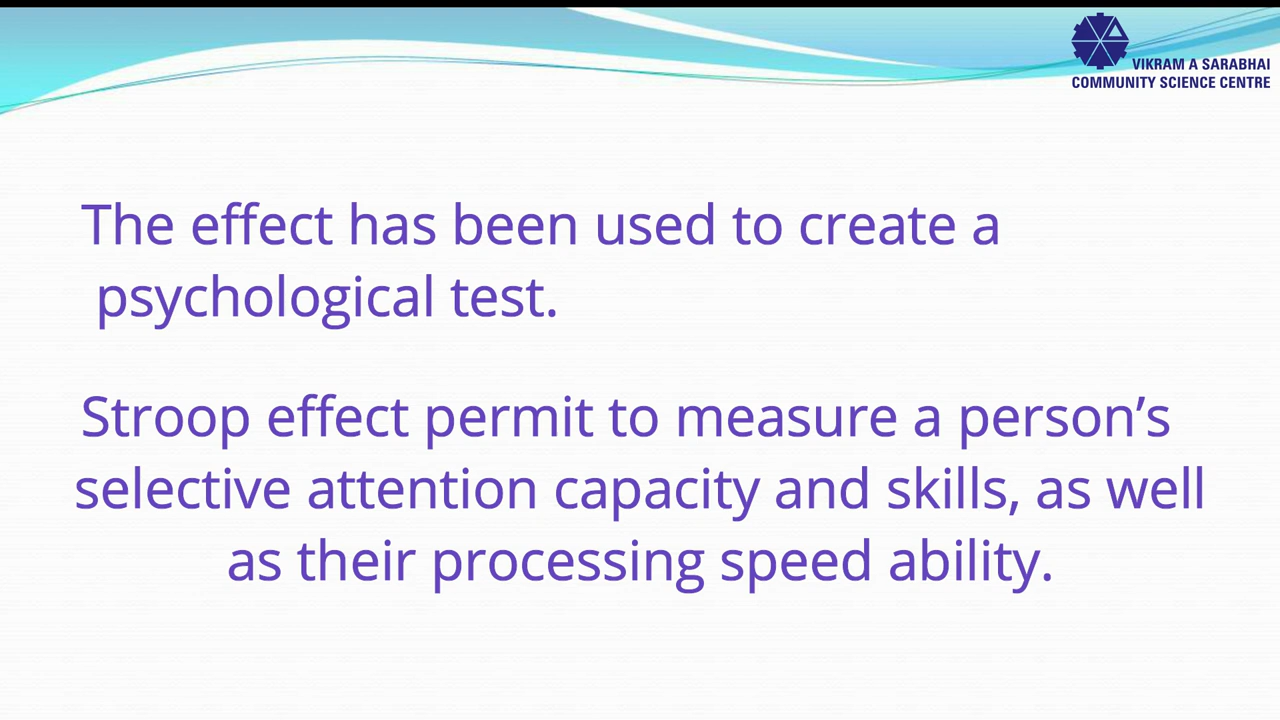 VIKRAM A SARABHAI
COMMUNITY SCIENCE CENTRE
The effect has been used to create a
psychological test.
Stroop effect permit to measure a person’s
selective attention capacity and skills, as well
as their processing speed ability.